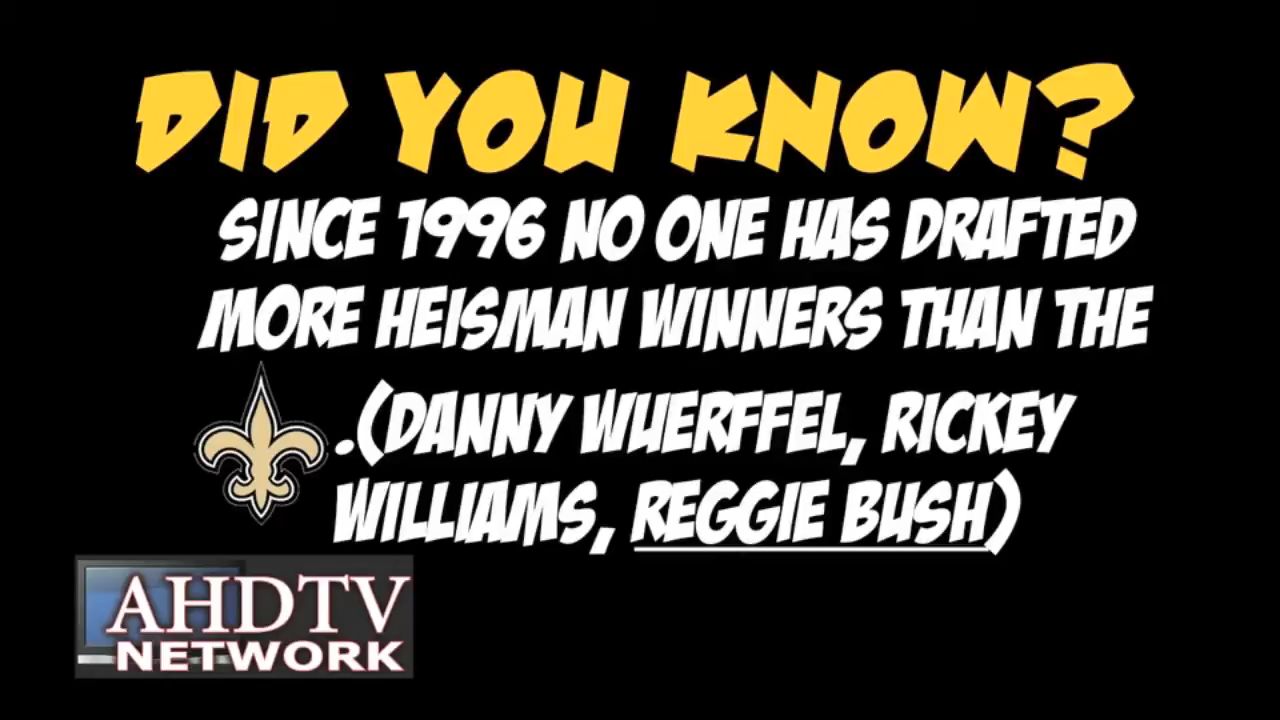 DID YOU KNOW?
SINCE 1996 NO ONE HAS DRAFTED
MORE HEISMAN WINNERS THAN THE
.(DANNY WUERFFEL, RICKEY
WILLIAMS, REGGIE BUSH)
AHDTV
NETWORK